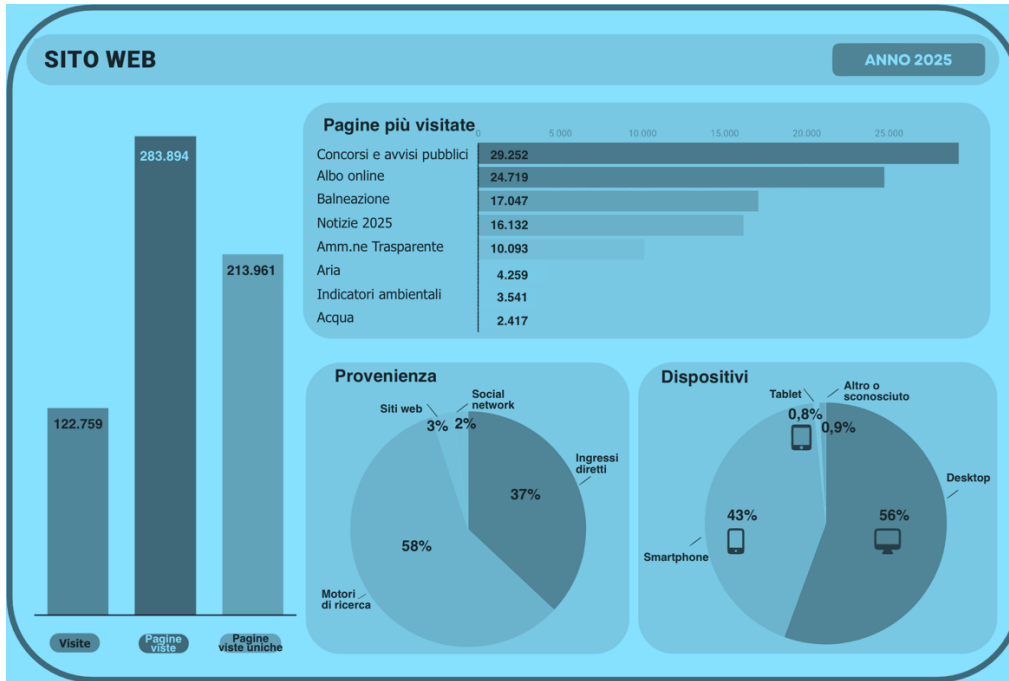 SITO WEB
ANNO 2025
283.894
213.961
122.759
Visite
Pagine
viste
Pagine
viste uniche
Pagine più visitate
0 5.000 10.000 15.000 20.000 25.000
Concorsi e avvisi pubblici 29.252
Albo online 24.719
Balneazione 17.047
Notizie 2025 16.132
Amm.ne Trasparente 10.093
Aria 4.259
Indicatori ambientali 3.541
Acqua 2.417
Provenienza
Siti web
3%
Social
network
2%
Ingressi
diretti
37%
58%
Motori
di ricerca
Dispositivi
Tablet
0,8%
Altro o
sconosciuto
0,9%
Desktop
56%
43%
Smartphone